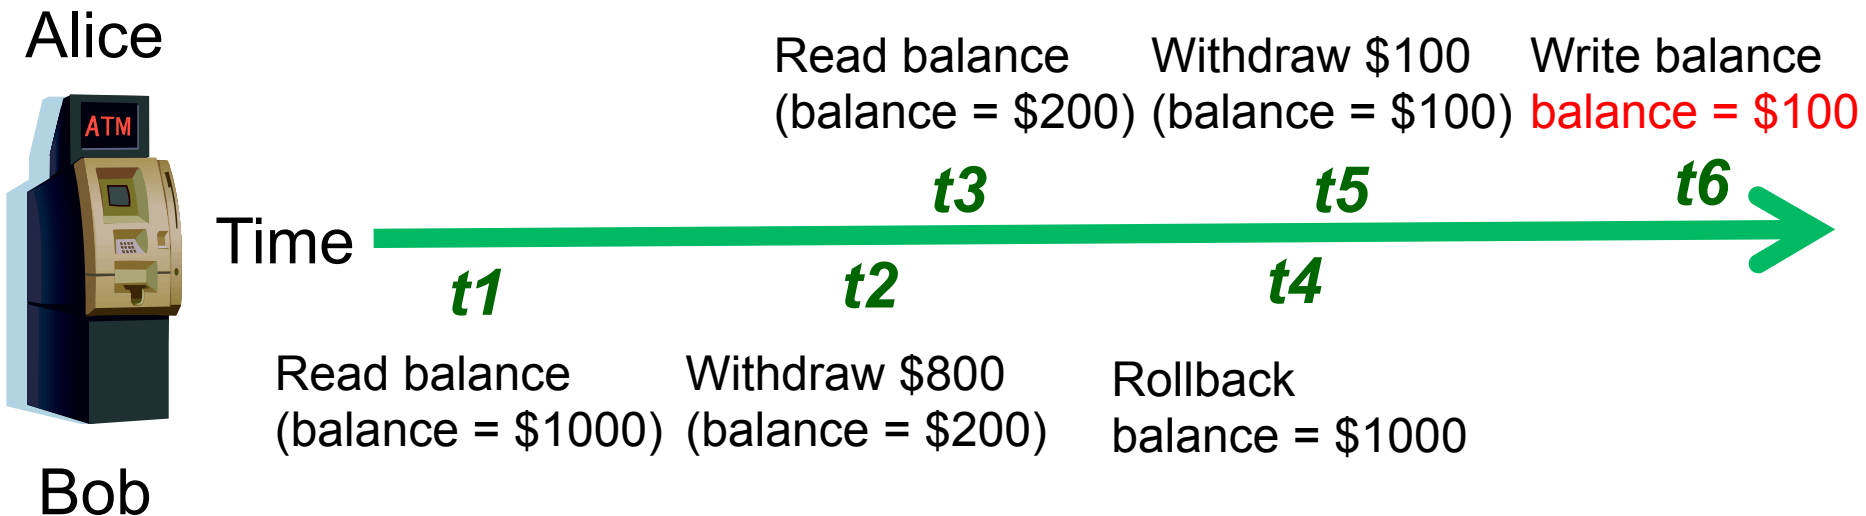 Alice
Read balance
(balance = $200)
Withdraw $100
(balance = $100)
Write balance
balance = $100
ATM
t3
t5
t6
Time
t1
t2
t4
Read balance
(balance = $1000)
Withdraw $800
(balance = $200)
Rollback
balance = $1000
Bob